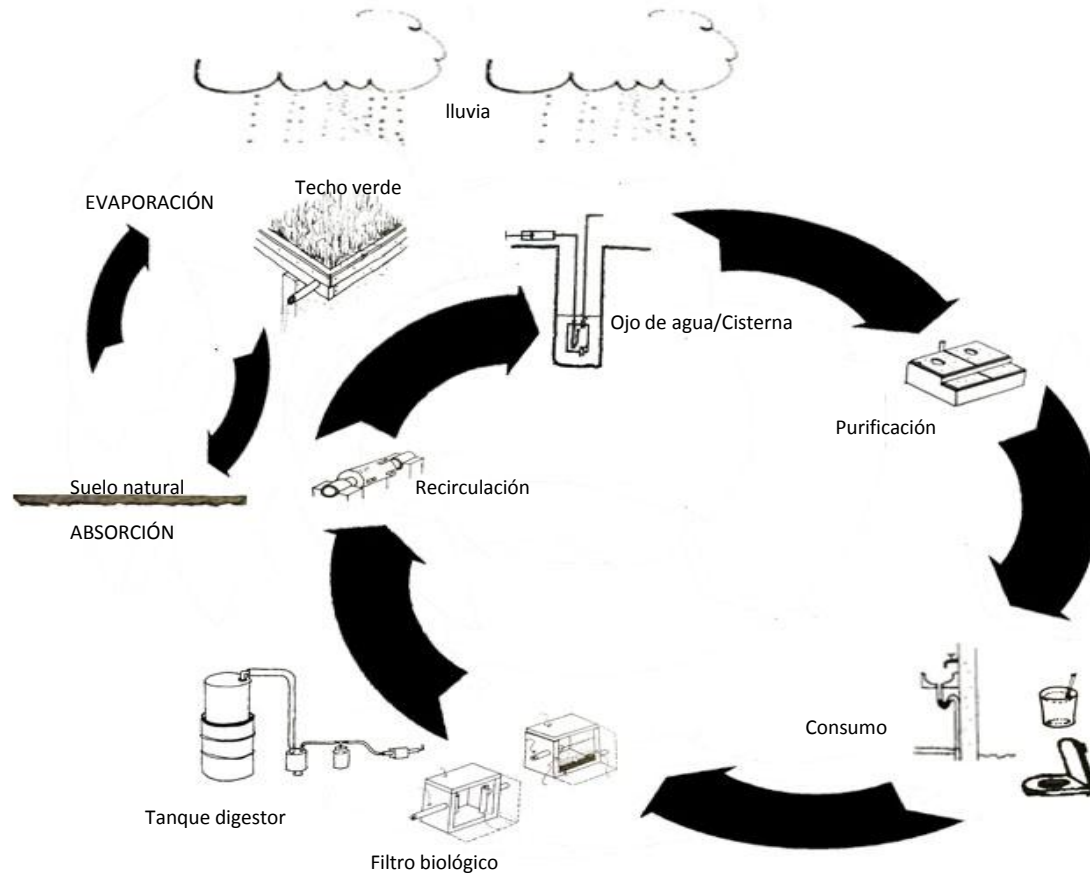 lluvia
Techo verde
EVAPORACIÓN
Ojo de agua/Cisterna
Purificación
Suelo natural
Recirculación
ABSORCIÓN
Consumo
Tanque digestor
Filtro biológico